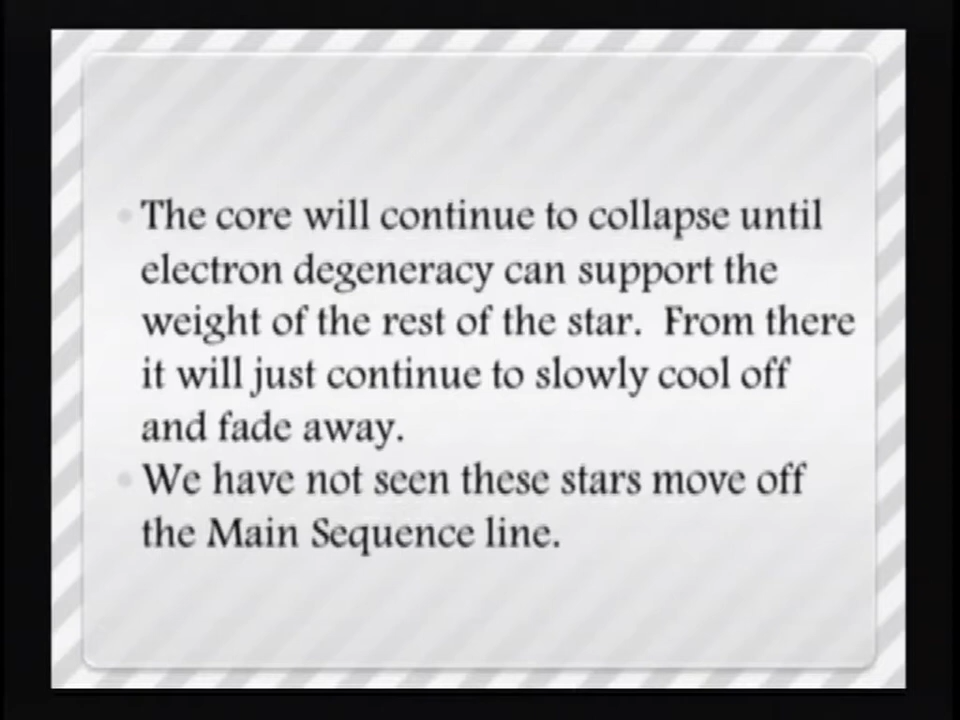 The core will continue to collapse until
electron degeneracy can support the
weight of the rest of the star.  From there
it will just continue to slowly cool off
and fade away.
We have not seen these stars move off
the Main Sequence line.